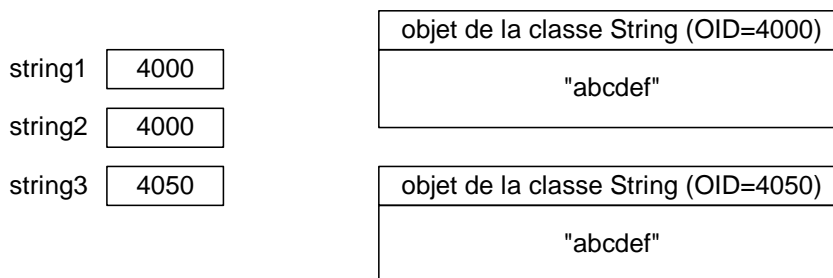 objet de la classe String (OID=4000)
string1 4000
"abcdef"
string2 4000
string3 4050
objet de la classe String (OID=4050)
"abcdef"